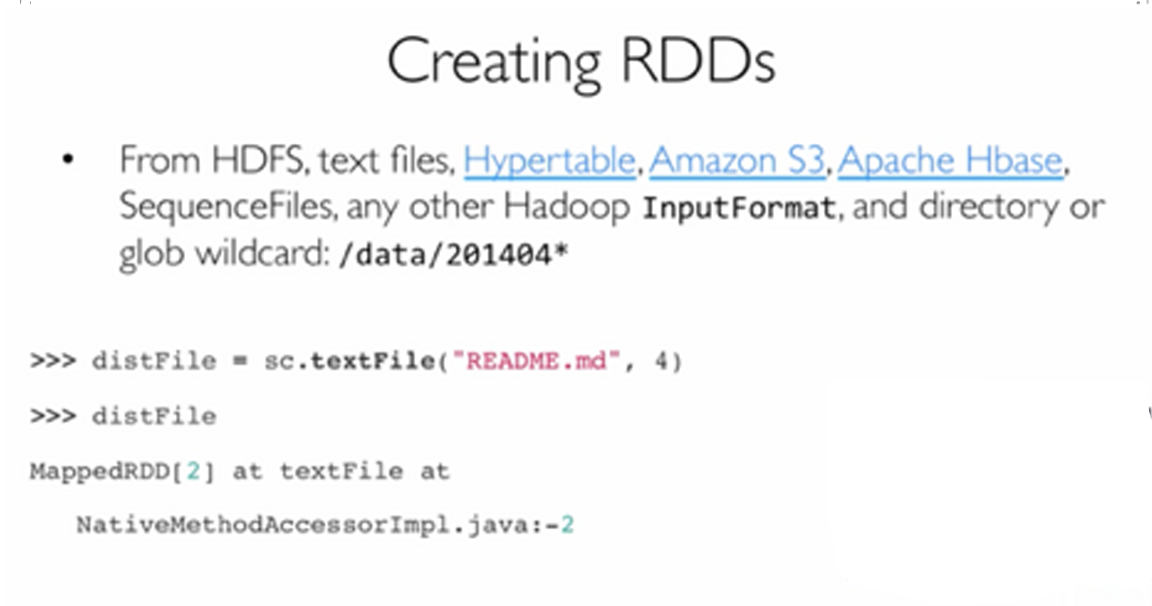 Creating RDDs
• From HDFS, text files, Hypertable, Amazon S3, Apache Hbase,
SequenceFiles, any other Hadoop InputFormat, and directory or
glob wildcard: /data/201404*
>>> distFile = sc.textFile("README.md", 4)
>>> distFile
MappedRDD[2] at textFile at
NativeMethodAccessorImpl.java:-2